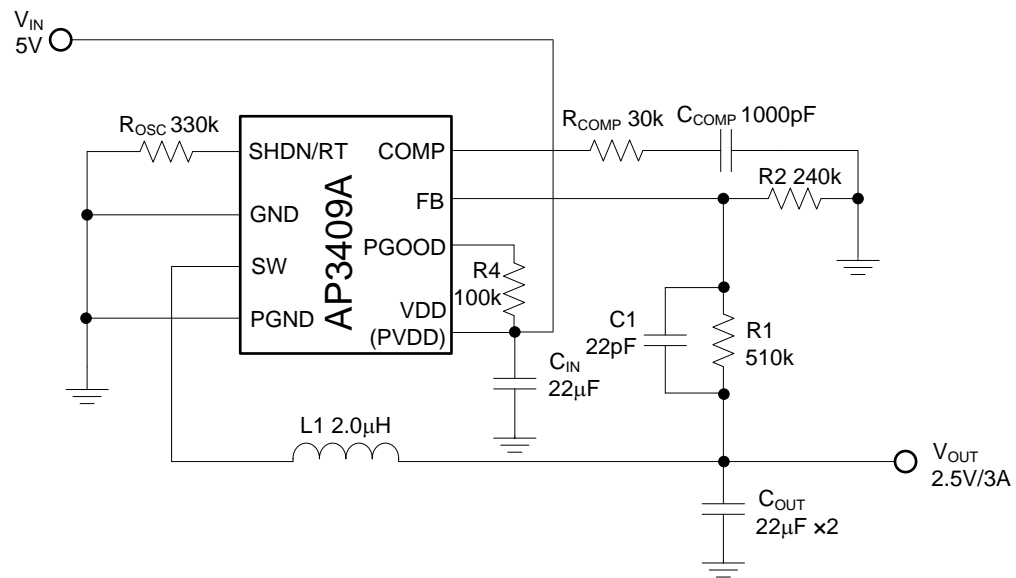 VIN
5V
ROSC 330k
SHDN/RT
GND
SW
PGND
AP3409A
COMP
FB
PGOOD
VDD
(PVDD)
RCOMP 30k
CCOMP 1000pF
R2 240k
R4
100k
CIN
22μF
C1
22pF
R1
510k
L1 2.0μH
VOUT
2.5V/3A
COUT
22μF ×2